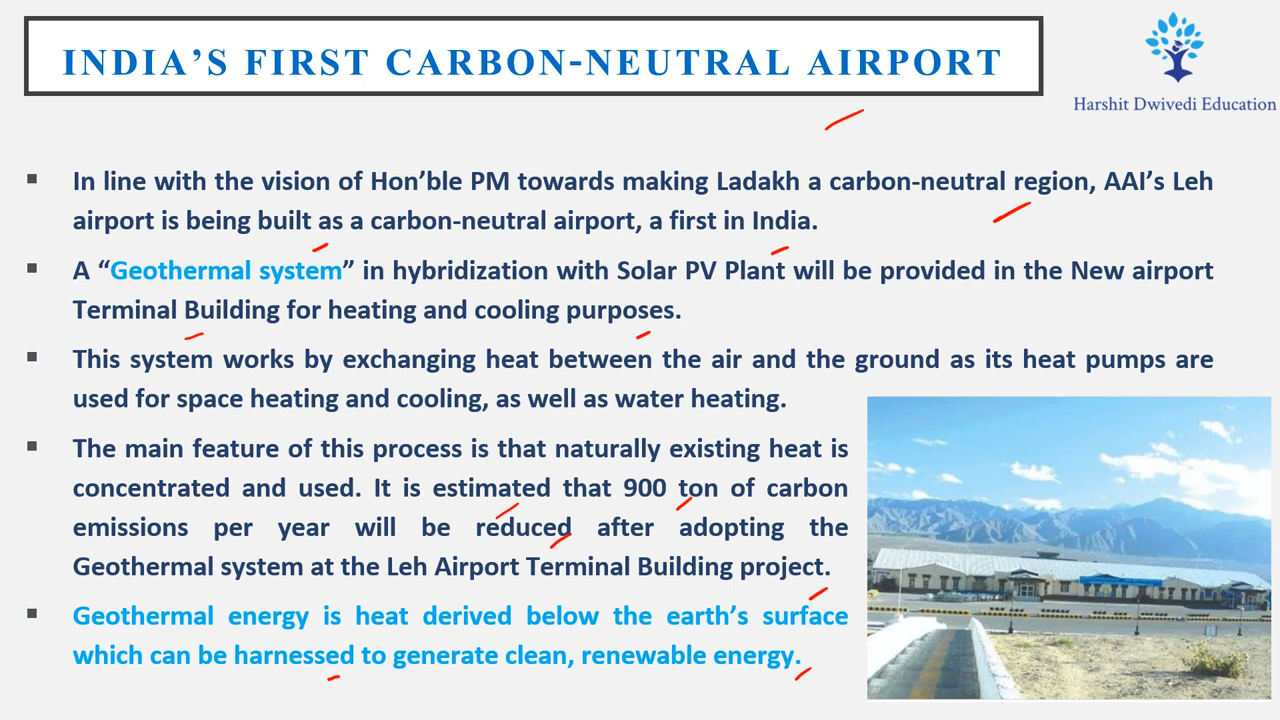 INDIA'S FIRST CARBON-NEUTRAL AIRPORT
Harshit Dwivedi Education
▪ In line with the vision of Hon'ble PM towards making Ladakh a carbon-neutral region, AAI's Leh
airport is being built as a carbon-neutral airport, a first in India.
▪ A “Geothermal system” in hybridization with Solar PV Plant will be provided in the New airport
Terminal Building for heating and cooling purposes.
▪ This system works by exchanging heat between the air and the ground as its heat pumps are
used for space heating and cooling, as well as water heating.
▪ The main feature of this process is that naturally existing heat is
concentrated and used. It is estimated that 900 ton of carbon
emissions per year will be reduced after adopting the
Geothermal system at the Leh Airport Terminal Building project.
▪ Geothermal energy is heat derived below the earth's surface
which can be harnessed to generate clean, renewable energy.